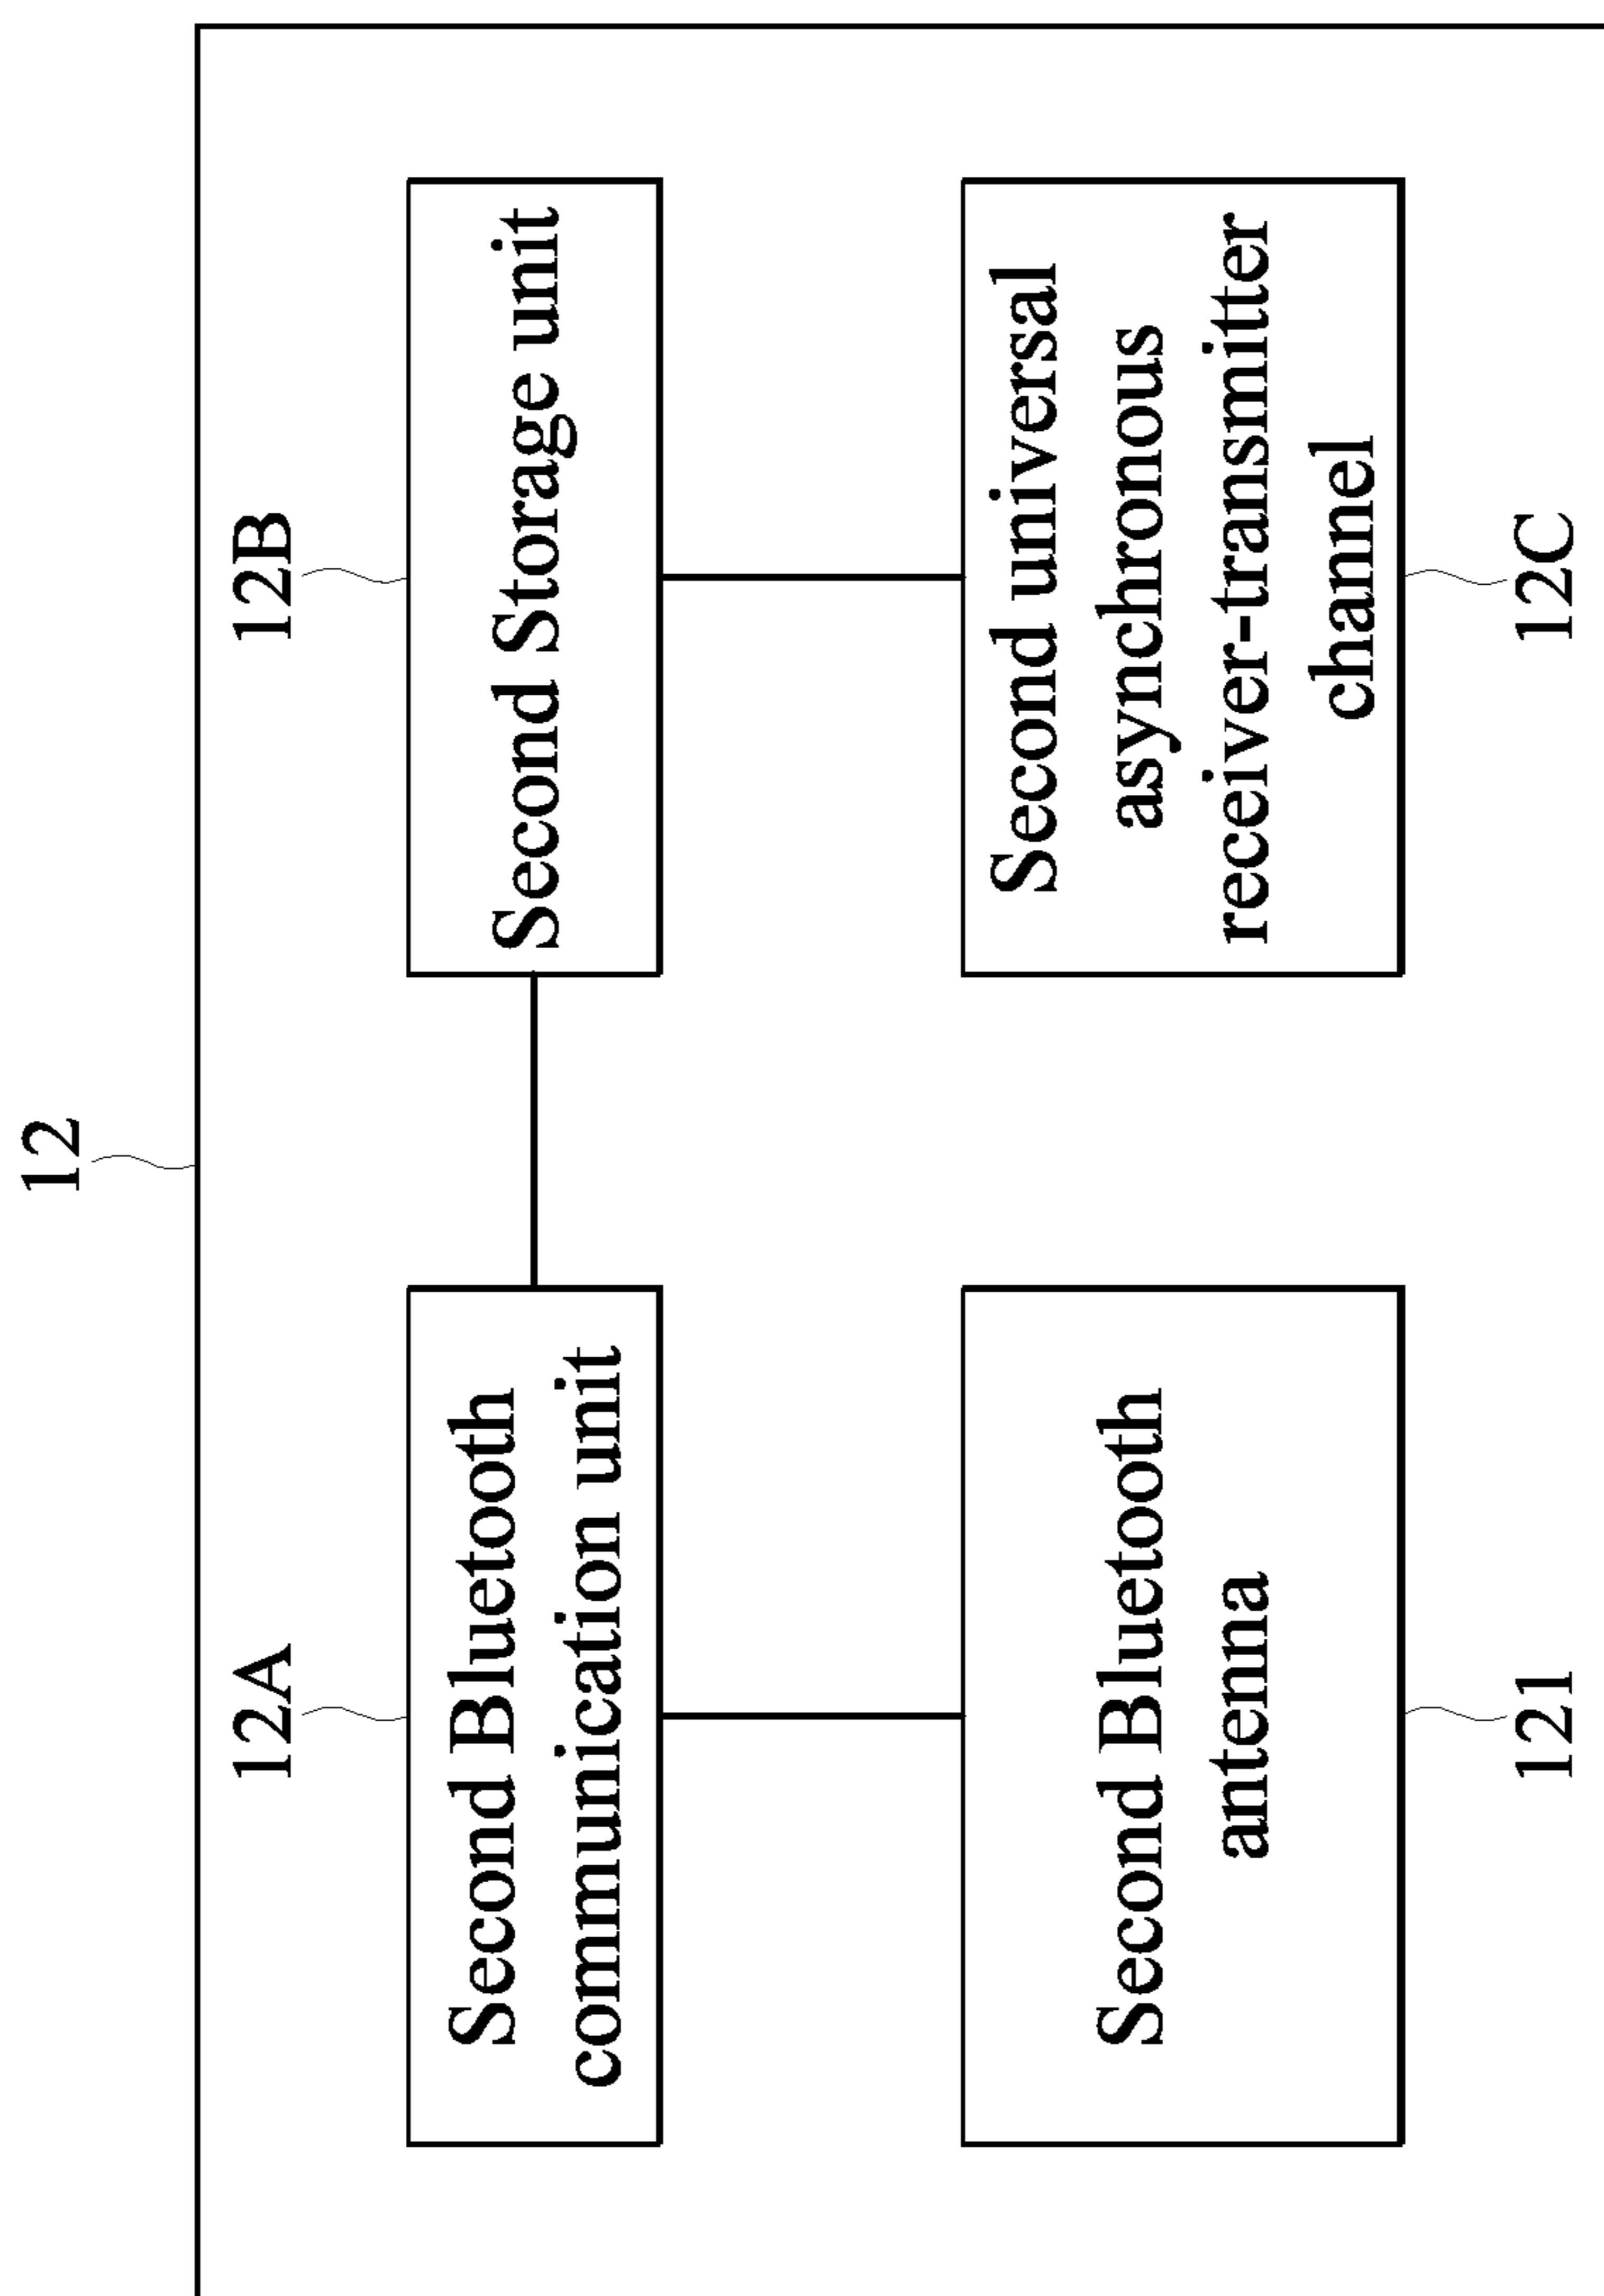 12
12A
12B
Second Bluetooth
communication unit
Second Storage unit
Second Bluetooth
antenna
Second universal
asynchronous
receiver-transmitter
channel
121
12C